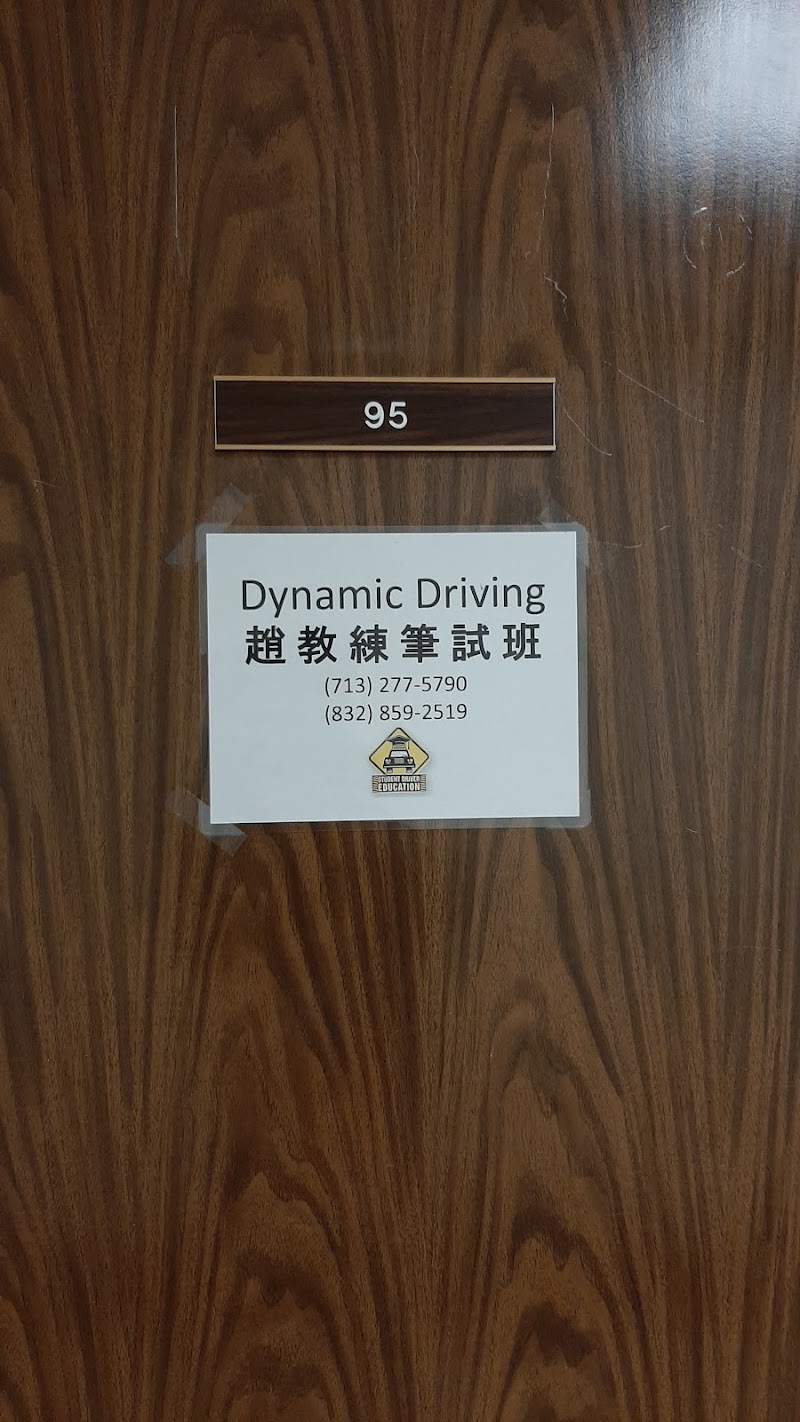 95
Dynamic Driving
趙教練筆試班
(713) 277-5790
(832) 859-2519
STUDENT DRIVER
EDUCATION